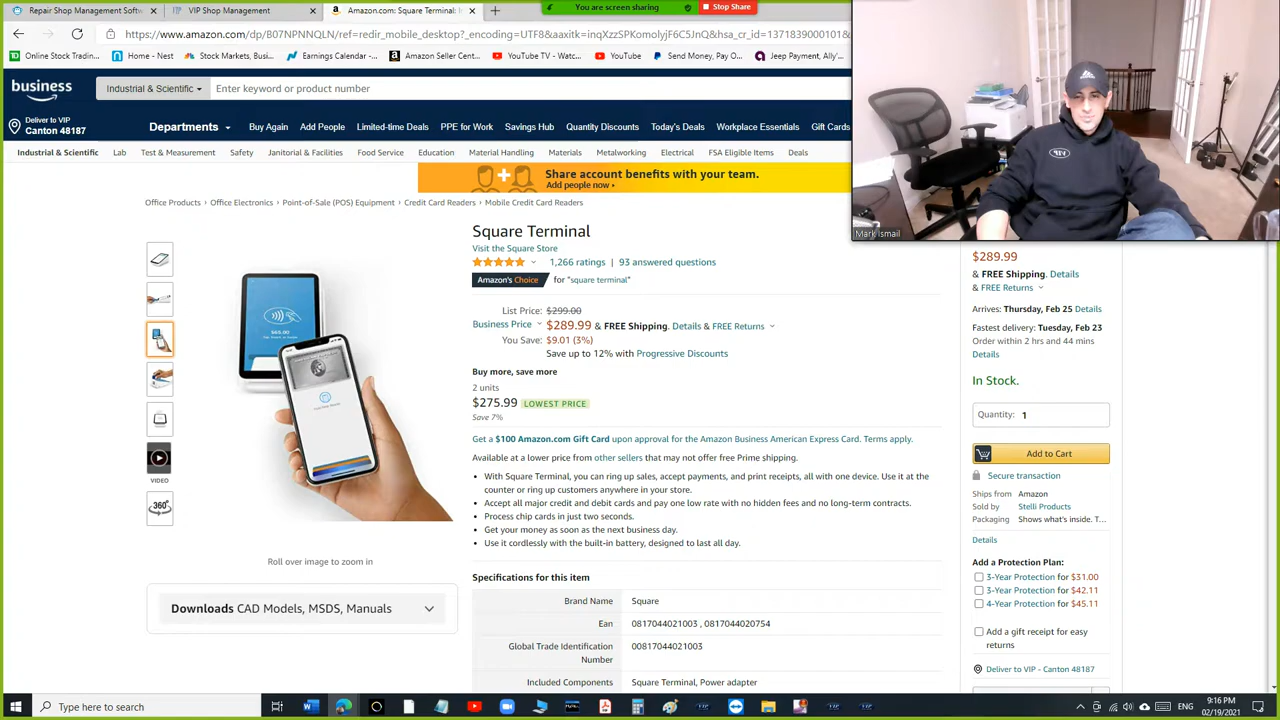 Repair Shop Management Softw
VIP Shop Management
Amazon.com: Square Terminal: In
You are screen sharing
Stop Share
https://www.amazon.com/dp/B07NPNNQLN/ref=redir_mobile_desktop?_encoding=UTF8&aaxitk=inqXzzSPKomolyjF6C5JnQ&hsa_cr_id=13718390001018
Online Stock Trading...
Home - Nest
Stock Markets, Busi...
Earnings Calendar -...
Amazon Seller Cent...
YouTube TV - Watc...
YouTube
Send Money, Pay O...
Jeep Payment, Ally'...
business
Industrial & Scientific
Enter keyword or product number
Deliver to VIP
Canton 48187
Departments
Buy Again
Add People
Limited-time Deals
PPE for Work
Savings Hub
Quantity Discounts
Today's Deals
Workplace Essentials
Gift Cards
Industrial & Scientific
Lab
Test & Measurement
Safety
Janitorial & Facilities
Food Service
Education
Material Handling
Materials
Metalworking
Electrical
FSA Eligible Items
Deals
Share account benefits with your team.
Add people now ▸
VIP
Mark Ismail
Office Products › Office Electronics › Point-of-Sale (POS) Equipment › Credit Card Readers › Mobile Credit Card Readers
Square Terminal
Visit the Square Store
1,266 ratings | 93 answered questions
Amazon's Choice for "square terminal"
List Price: $299.00
Business Price $289.99 & FREE Shipping. Details & FREE Returns
You Save: $9.01 (3%)
Save up to 12% with Progressive Discounts
Buy more, save more
2 units
$275.99 LOWEST PRICE
Save 7%
Get a $100 Amazon.com Gift Card upon approval for the Amazon Business American Express Card. Terms apply.
Available at a lower price from other sellers that may not offer free Prime shipping.
• With Square Terminal, you can ring up sales, accept payments, and print receipts, all with one device. Use it at the
counter or ring up customers anywhere in your store.
• Accept all major credit and debit cards and pay one low rate with no hidden fees and no long-term contracts.
• Process chip cards in just two seconds.
• Get your money as soon as the next business day.
• Use it cordlessly with the built-in battery, designed to last all day.
Specifications for this item
Brand Name Square
Ean 0817044021003 , 0817044020754
Global Trade Identification
Number
00817044021003
Included Components Square Terminal, Power adapter
VIDEO
360°
Roll over image to zoom in
Downloads CAD Models, MSDS, Manuals
$289.99
& FREE Shipping. Details
& FREE Returns
Arrives: Thursday, Feb 25 Details
Fastest delivery: Tuesday, Feb 23
Order within 2 hrs and 44 mins
Details
In Stock.
Quantity: 1
Add to Cart
Secure transaction
Ships from Amazon
Sold by Stelli Products
Packaging Shows what's inside. T...
Details
Add a Protection Plan:
3-Year Protection for $31.00
3-Year Protection for $42.11
4-Year Protection for $45.11
Add a gift receipt for easy
returns
Deliver to VIP - Canton 48187
Type here to search
ENG
9:16 PM
02/19/2021